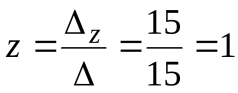 z = Δ_z / Δ = 15 / 15 = 1